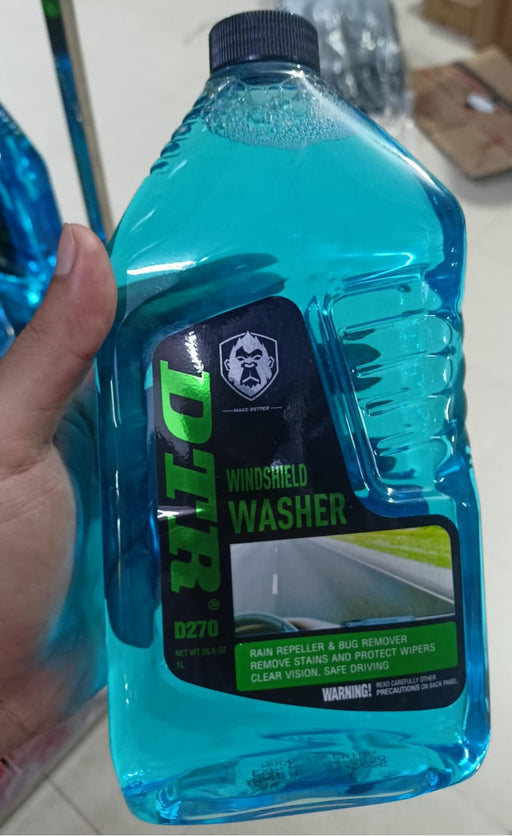 MAKE BETTER
DTR®
WINDSHIELD
WASHER
D270
NET WT 26.8 OZ
1L
RAIN REPELLER & BUG REMOVER
REMOVE STAINS AND PROTECT WIPERS
CLEAR VISION, SAFE DRIVING
WARNING! READ CAREFULLY OTHER
PRECAUTIONS ON BACK PANEL.